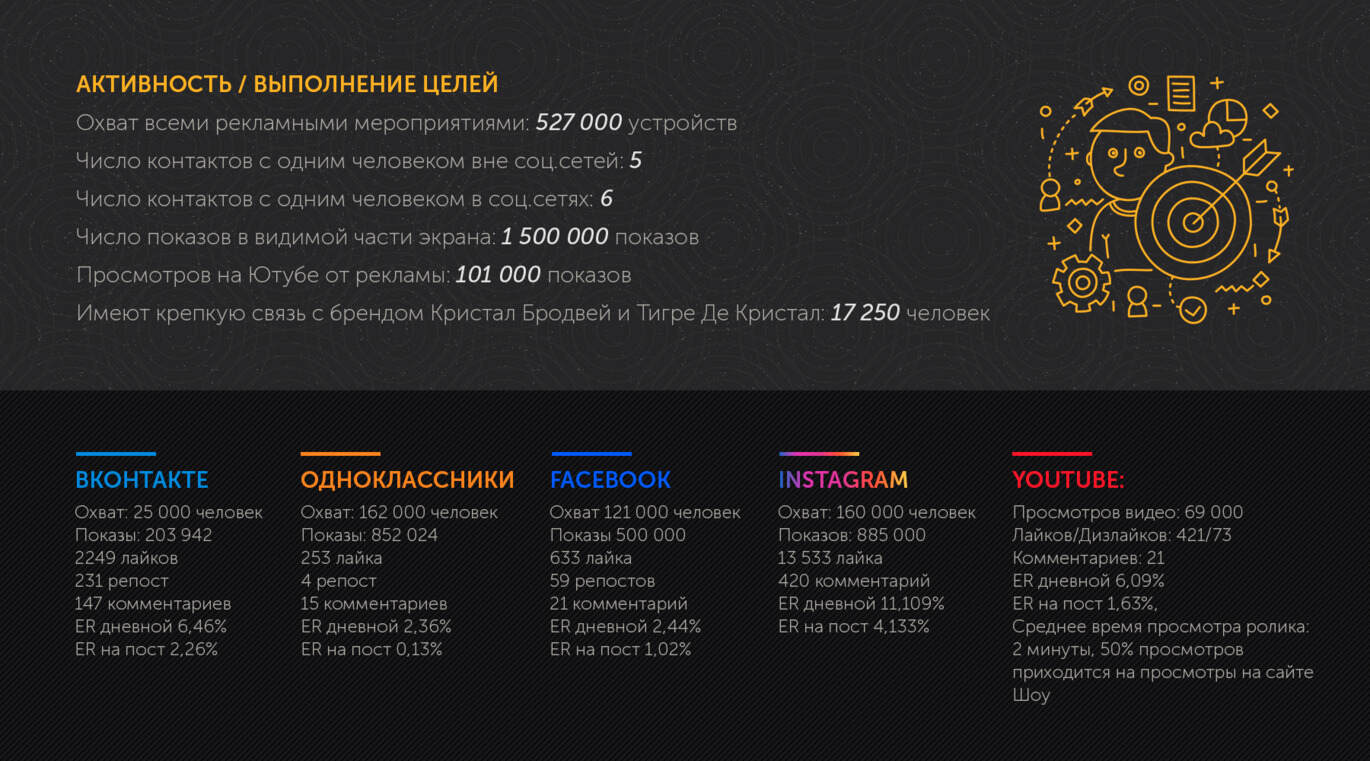 АКТИВНОСТЬ / ВЫПОЛНЕНИЕ ЦЕЛЕЙ
Охват всеми рекламными мероприятиями: 527 000 устройств
Число контактов с одним человеком вне соц.сетей: 5
Число контактов с одним человеком в соц.сетях: 6
Число показов в видимой части экрана: 1 500 000 показов
Просмотров на Ютубе от рекламы: 101 000 показов
Имеют крепкую связь с брендом Кристал Бродвей и Тигре Де Кристал: 17 250 человек
ВКОНТАКТЕ
Охват: 25 000 человек
Показы: 203 942
2249 лайков
231 репост
147 комментариев
ER дневной 6,46%
ER на пост 2,26%
ОДНОКЛАССНИКИ
Охват: 162 000 человек
Показы: 852 024
253 лайка
4 репост
15 комментариев
ER дневной 2,36%
ER на пост 0,13%
FACEBOOK
Охват 121 000 человек
Показы 500 000
633 лайка
59 репостов
21 комментарий
ER дневной 2,44%
ER на пост 1,02%
INSTAGRAM
Охват: 160 000 человек
Показов: 885 000
13 533 лайка
420 комментарий
ER дневной 11,109%
ER на пост 4,133%
YOUTUBE:
Просмотров видео: 69 000
Лайков/Дизлайков: 421/73
Комментариев: 21
ER дневной 6,09%
ER на пост 1,63%,
Среднее время просмотра ролика:
2 минуты, 50% просмотров
приходится на просмотры на сайте
Шоу